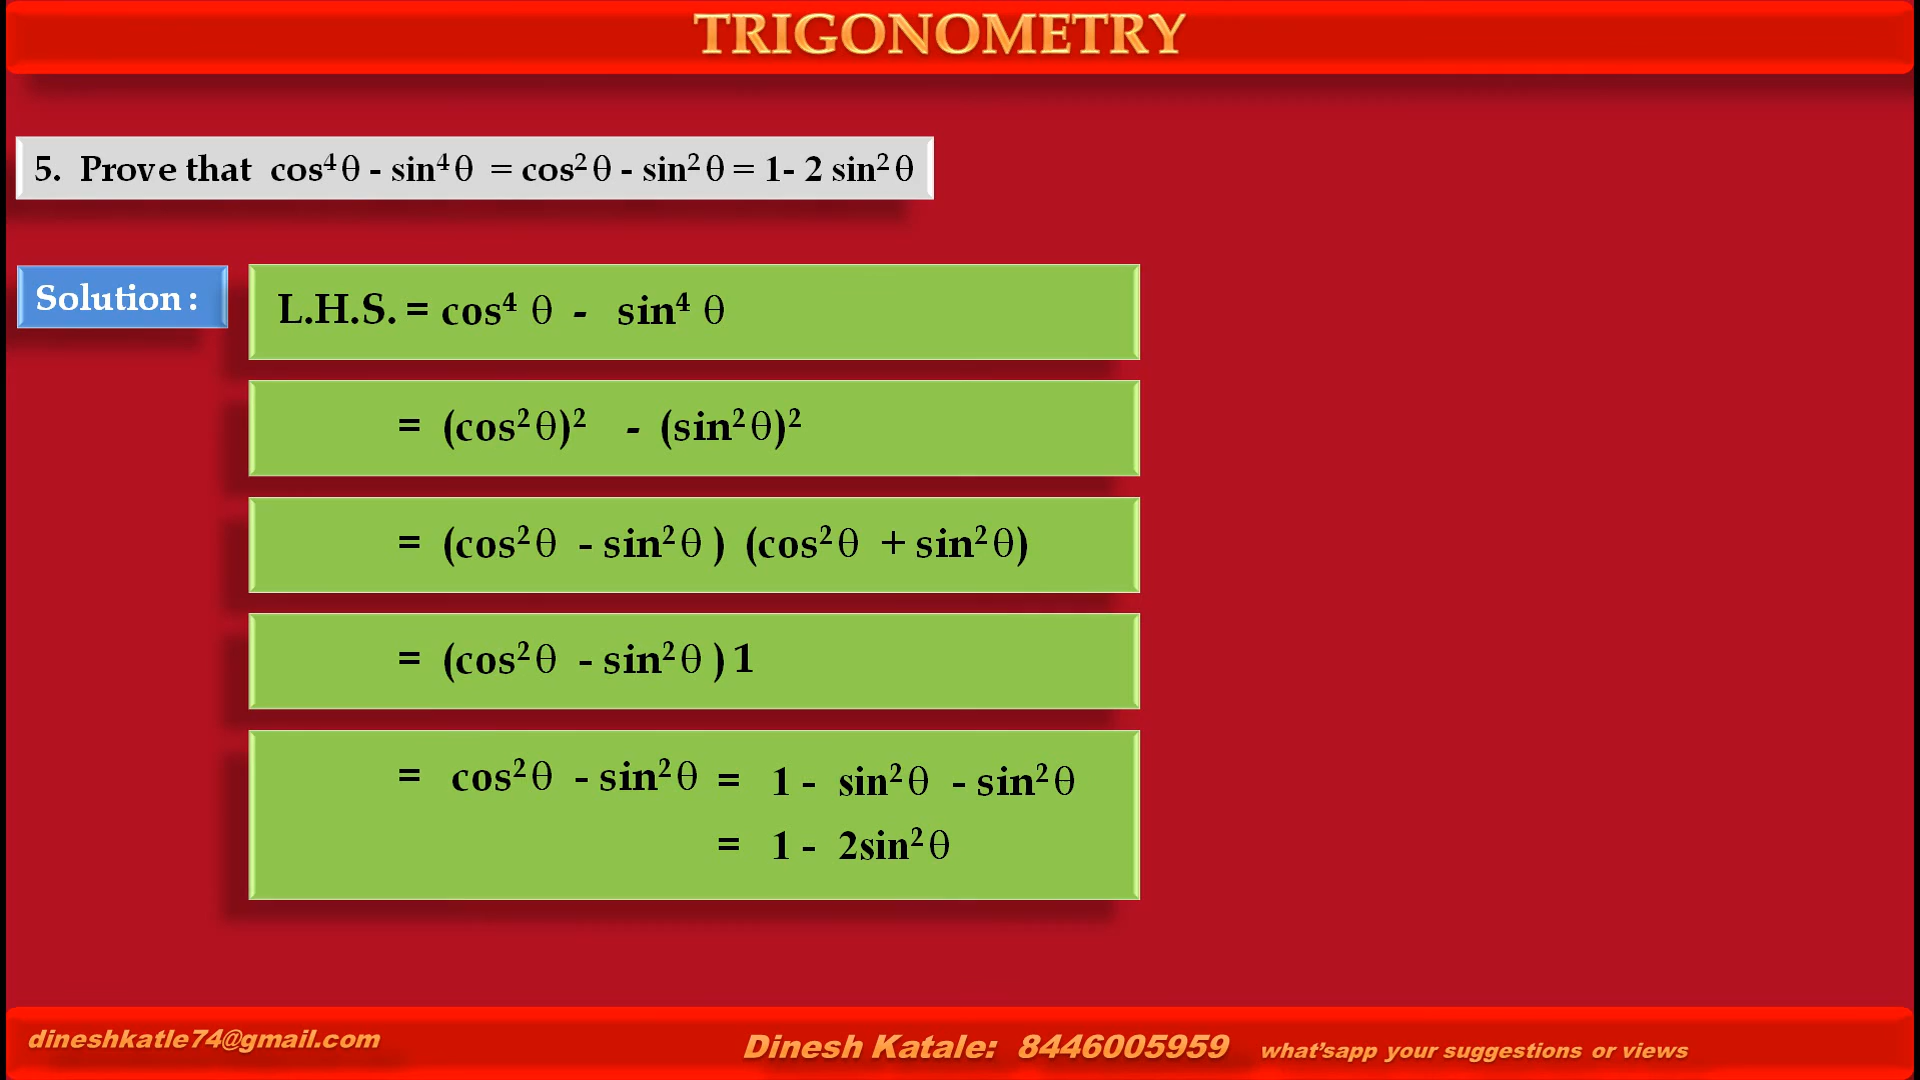 TRIGONOMETRY
5. Prove that cos⁴θ - sin⁴θ = cos²θ - sin²θ = 1- 2 sin²θ
Solution :
L.H.S. = cos⁴ θ - sin⁴ θ
= (cos²θ)² - (sin²θ)²
= (cos²θ - sin²θ ) (cos²θ + sin²θ)
= (cos²θ - sin²θ ) 1
= cos²θ - sin²θ = 1 - sin²θ - sin²θ
= 1 - 2sin²θ
dineshkatle74@gmail.com
Dinesh Katale: 8446005959 what'sapp your suggestions or views